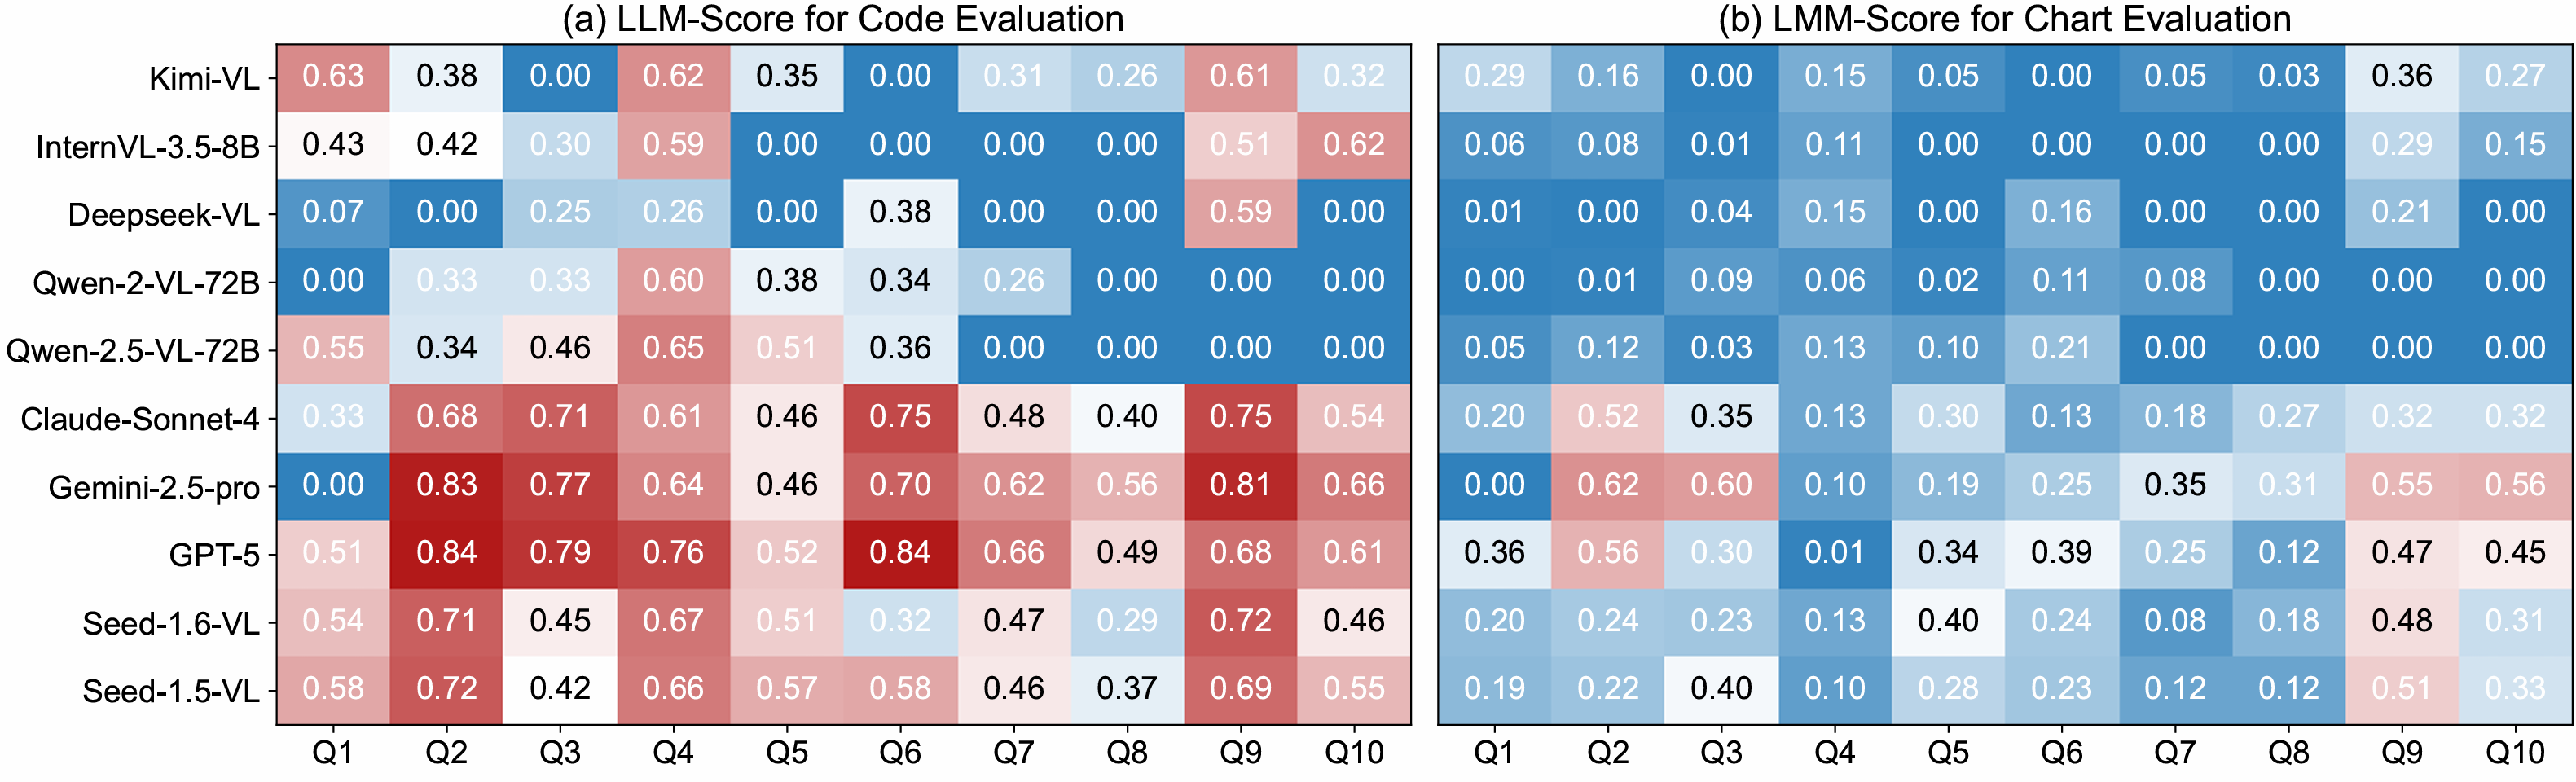 (a) LLM-Score for Code Evaluation (b) LMM-Score for Chart Evaluation
Kimi-VL 0.63 0.38 0.00 0.62 0.35 0.00 0.31 0.26 0.61 0.32 0.29 0.16 0.00 0.15 0.05 0.00 0.05 0.03 0.36 0.27
InternVL-3.5-8B 0.43 0.42 0.30 0.59 0.00 0.00 0.00 0.00 0.51 0.62 0.06 0.08 0.01 0.11 0.00 0.00 0.00 0.00 0.29 0.15
Deepseek-VL 0.07 0.00 0.25 0.26 0.00 0.38 0.00 0.00 0.59 0.00 0.01 0.00 0.04 0.15 0.00 0.16 0.00 0.00 0.21 0.00
Qwen-2-VL-72B 0.00 0.33 0.33 0.60 0.38 0.34 0.26 0.00 0.00 0.00 0.00 0.01 0.09 0.06 0.02 0.11 0.08 0.00 0.00 0.00
Qwen-2.5-VL-72B 0.55 0.34 0.46 0.65 0.51 0.36 0.00 0.00 0.00 0.00 0.05 0.12 0.03 0.13 0.10 0.21 0.00 0.00 0.00 0.00
Claude-Sonnet-4 0.33 0.68 0.71 0.61 0.46 0.75 0.48 0.40 0.75 0.54 0.20 0.52 0.35 0.13 0.30 0.13 0.18 0.27 0.32 0.32
Gemini-2.5-pro 0.00 0.83 0.77 0.64 0.46 0.70 0.62 0.56 0.81 0.66 0.00 0.62 0.60 0.10 0.19 0.25 0.35 0.31 0.55 0.56
GPT-5 0.51 0.84 0.79 0.76 0.52 0.84 0.66 0.49 0.68 0.61 0.36 0.56 0.30 0.01 0.34 0.39 0.25 0.12 0.47 0.45
Seed-1.6-VL 0.54 0.71 0.45 0.67 0.51 0.32 0.47 0.29 0.72 0.46 0.20 0.24 0.23 0.13 0.40 0.24 0.08 0.18 0.48 0.31
Seed-1.5-VL 0.58 0.72 0.42 0.66 0.57 0.58 0.46 0.37 0.69 0.55 0.19 0.22 0.40 0.10 0.28 0.23 0.12 0.12 0.51 0.33
Q1 Q2 Q3 Q4 Q5 Q6 Q7 Q8 Q9 Q10 Q1 Q2 Q3 Q4 Q5 Q6 Q7 Q8 Q9 Q10